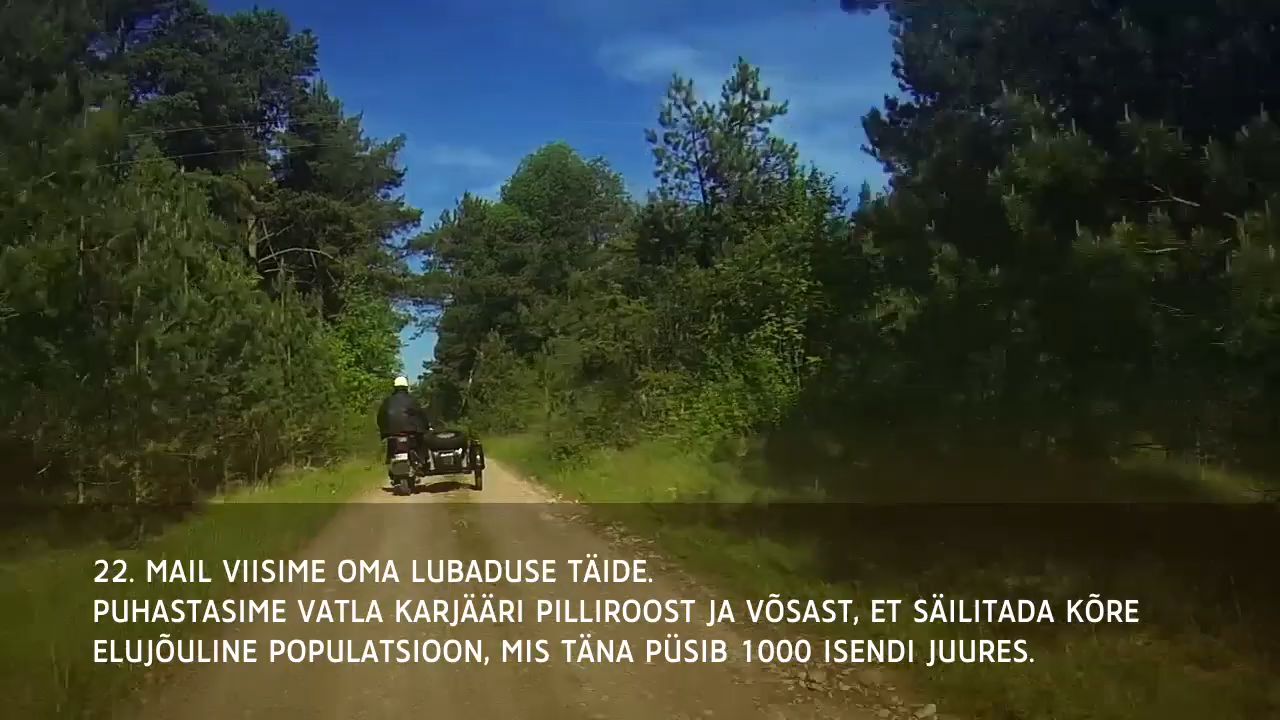 22. MAIL VIISIME OMA LUBADUSE TÄIDE.
PUHASTASIME VATLA KARJÄÄRI PILLIROOST JA VÕSAST, ET SÄILITADA KÕRE
ELUJÕULINE POPULATSIOON, MIS TÄNA PÜSIB 1000 ISENDI JUURES.